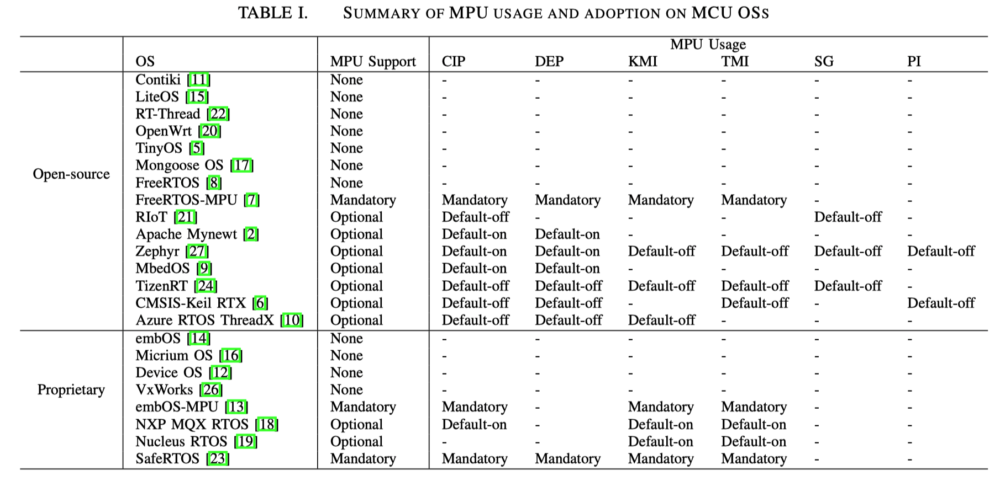 TABLE I. SUMMARY OF MPU USAGE AND ADOPTION ON MCU OSS
MPU Usage
OS MPU Support CIP DEP KMI TMI SG PI
Contiki [11] None - - - - - -
LiteOS [15] None - - - - - -
RT-Thread [22] None - - - - - -
OpenWrt [20] None - - - - - -
TinyOS [5] None - - - - - -
Mongoose OS [17] None - - - - - -
Open-source
FreeRTOS [8] None - - - - - -
FreeRTOS-MPU [7] Mandatory Mandatory Mandatory Mandatory Mandatory - -
RIoT [21] Optional Default-off - - - Default-off -
Apache Mynewt [2] Optional Default-on Default-on - - - -
Zephyr [27] Optional Default-on Default-on Default-off Default-off Default-off Default-off
MbedOS [9] Optional Default-on Default-on - - - -
TizenRT [24] Optional Default-off Default-off Default-off Default-off Default-off -
CMSIS-Keil RTX [6] Optional Default-off Default-off - Default-off - Default-off
Azure RTOS ThreadX [10] Optional Default-off Default-off Default-off - - -
embOS [14] None - - - - - -
Micrium OS [16] None - - - - - -
Device OS [12] None - - - - - -
Proprietary VxWorks [26] None - - - - - -
embOS-MPU [13] Mandatory Mandatory - Mandatory Mandatory - -
NXP MQX RTOS [18] Optional Default-on - Default-on Default-on - -
Nucleus RTOS [19] Optional - - Default-on Default-on - -
SafeRTOS [23] Mandatory Mandatory Mandatory Mandatory Mandatory - -